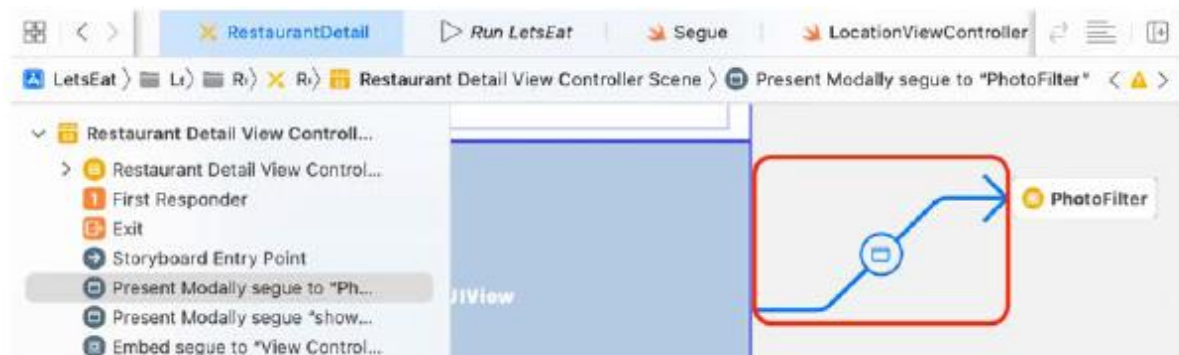 RestaurantDetail Run LetsEat Segue LocationViewController
LetsEat Restaurant Detail View Controller Scene Present Modally segue to "PhotoFilter"
Restaurant Detail View Controll...
Restaurant Detail View Control...
First Responder
Exit
Storyboard Entry Point
Present Modally segue to "Ph...
Present Modally segue "show...
Embed segue to "View Control...
UIView
PhotoFilter